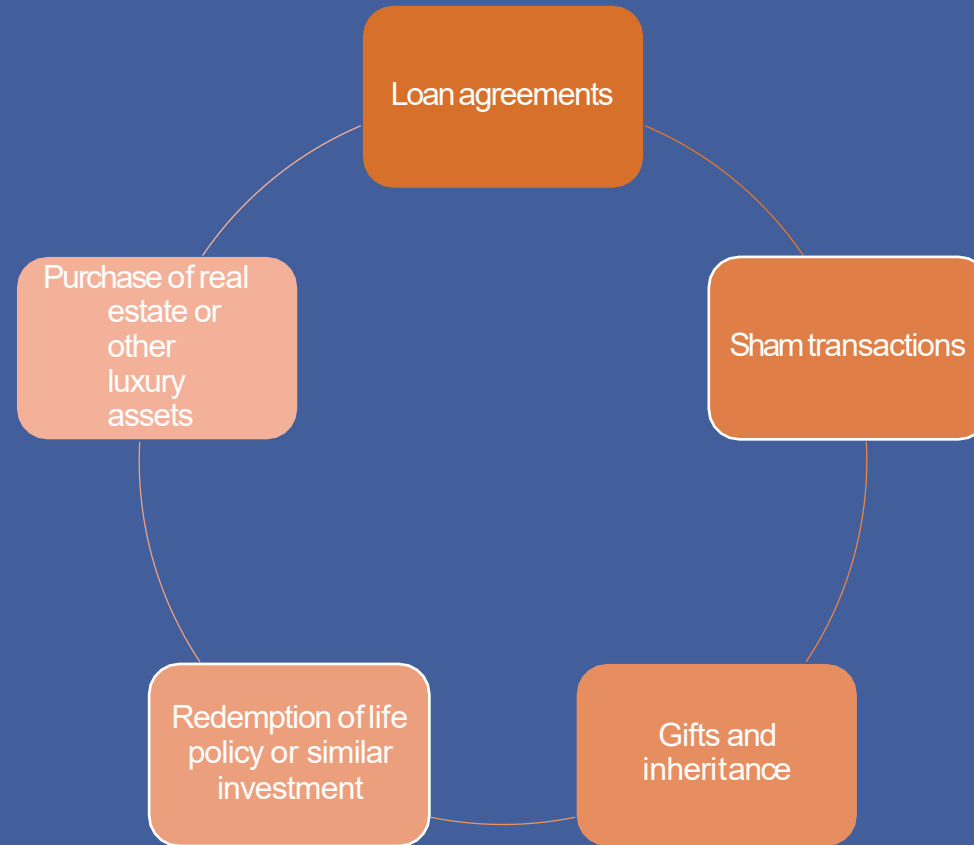 Loan agreements
Sham transactions
Gifts and
inheritance
Redemption of life
policy or similar
investment
Purchase of real
estate or
other
luxury
assets